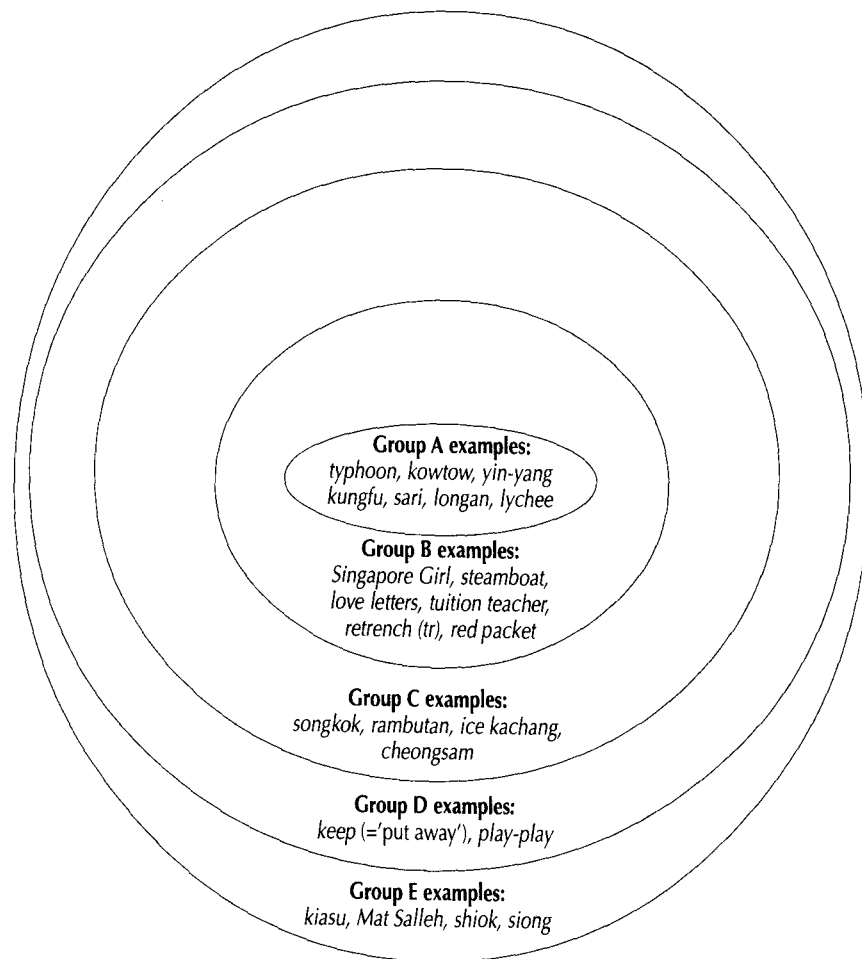 Group A examples:
typhoon, kowtow, yin-yang
kungfu, sari, longan, lychee
Group B examples:
Singapore Girl, steamboat,
love letters, tuition teacher,
retrench (tr), red packet
Group C examples:
songkok, rambutan, ice kachang,
cheongsam
Group D examples:
keep (='put away'), play-play
Group E examples:
kiasu, Mat Salleh, shiok, siong